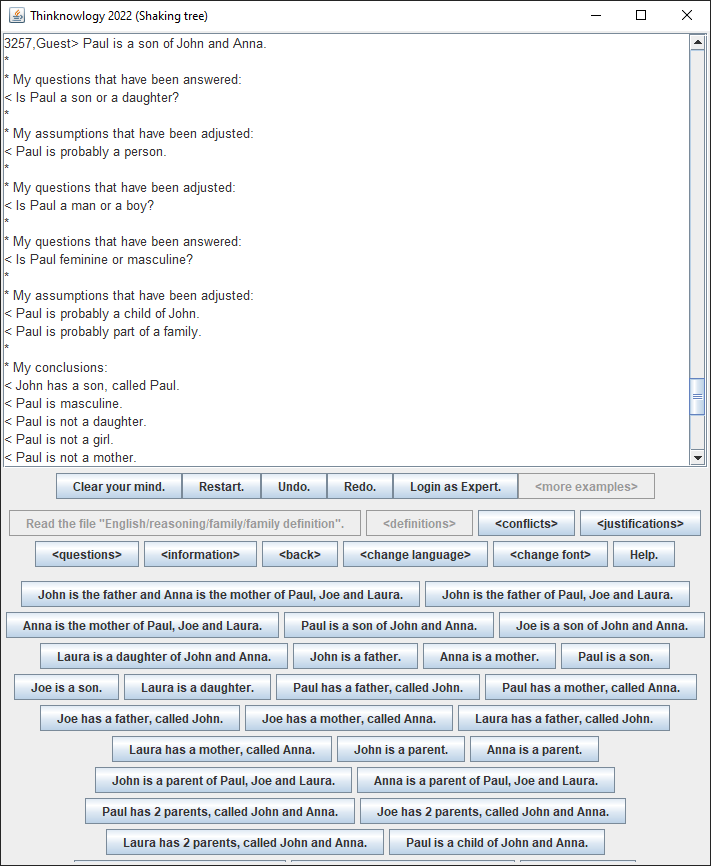 Thinknowlogy 2022 (Shaking tree)
3257,Guest> Paul is a son of John and Anna.
*
* My questions that have been answered:
< Is Paul a son or a daughter?
*
* My assumptions that have been adjusted:
< Paul is probably a person.
*
* My questions that have been adjusted:
< Is Paul a man or a boy?
*
* My questions that have been answered:
< Is Paul feminine or masculine?
*
* My assumptions that have been adjusted:
< Paul is probably a child of John.
< Paul is probably part of a family.
*
* My conclusions:
< John has a son, called Paul.
< Paul is masculine.
< Paul is not a daughter.
< Paul is not a girl.
< Paul is not a mother.
Clear your mind. Restart. Undo. Redo. Login as Expert. <more examples>
Read the file "English/reasoning/family/family definition". <definitions> <conflicts> <justifications>
<questions> <information> <back> <change language> <change font> Help.
John is the father and Anna is the mother of Paul, Joe and Laura. John is the father of Paul, Joe and Laura.
Anna is the mother of Paul, Joe and Laura. Paul is a son of John and Anna. Joe is a son of John and Anna.
Laura is a daughter of John and Anna. John is a father. Anna is a mother. Paul is a son.
Joe is a son. Laura is a daughter. Paul has a father, called John. Paul has a mother, called Anna.
Joe has a father, called John. Joe has a mother, called Anna. Laura has a father, called John.
Laura has a mother, called Anna. John is a parent. Anna is a parent.
John is a parent of Paul, Joe and Laura. Anna is a parent of Paul, Joe and Laura.
Paul has 2 parents, called John and Anna. Joe has 2 parents, called John and Anna.
Laura has 2 parents, called John and Anna. Paul is a child of John and Anna.